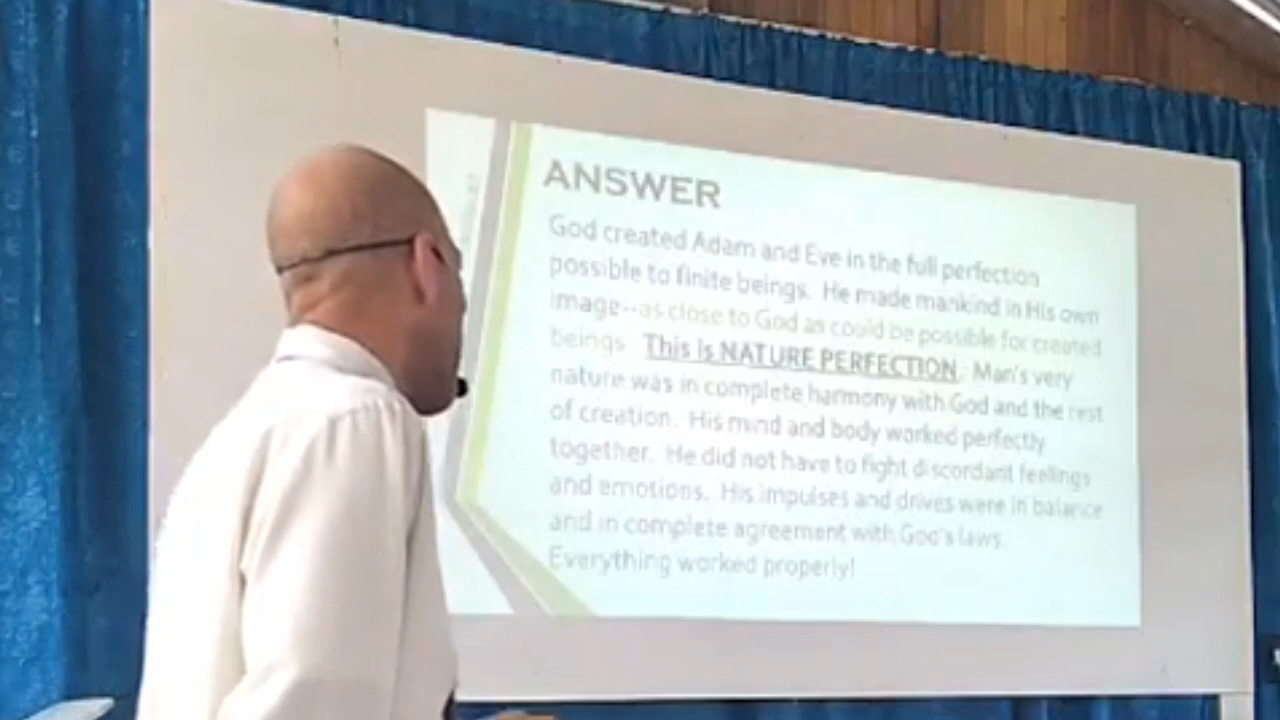 ANSWER
God created Adam and Eve in the full perfection
possible to finite beings. He made mankind in His own
image--as close to God as could be possible for created
beings. This is NATURE PERFECTION. Man's very
nature was in complete harmony with God and the rest
of creation. His mind and body worked perfectly
together. He did not have to fight discordant feelings
and emotions. His impulses and drives were in balance
and in complete agreement with God's laws.
Everything worked properly!